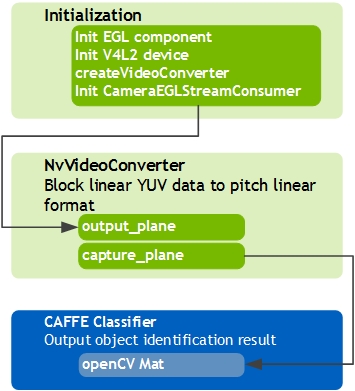 Initialization
Init EGL component
Init V4L2 device
createVideoConverter
Init CameraEGLStreamConsumer
NvVideoConverter
Block linear YUV data to pitch linear
format
output_plane
capture_plane
CAFFE Classifier
Output object identification result
openCV Mat